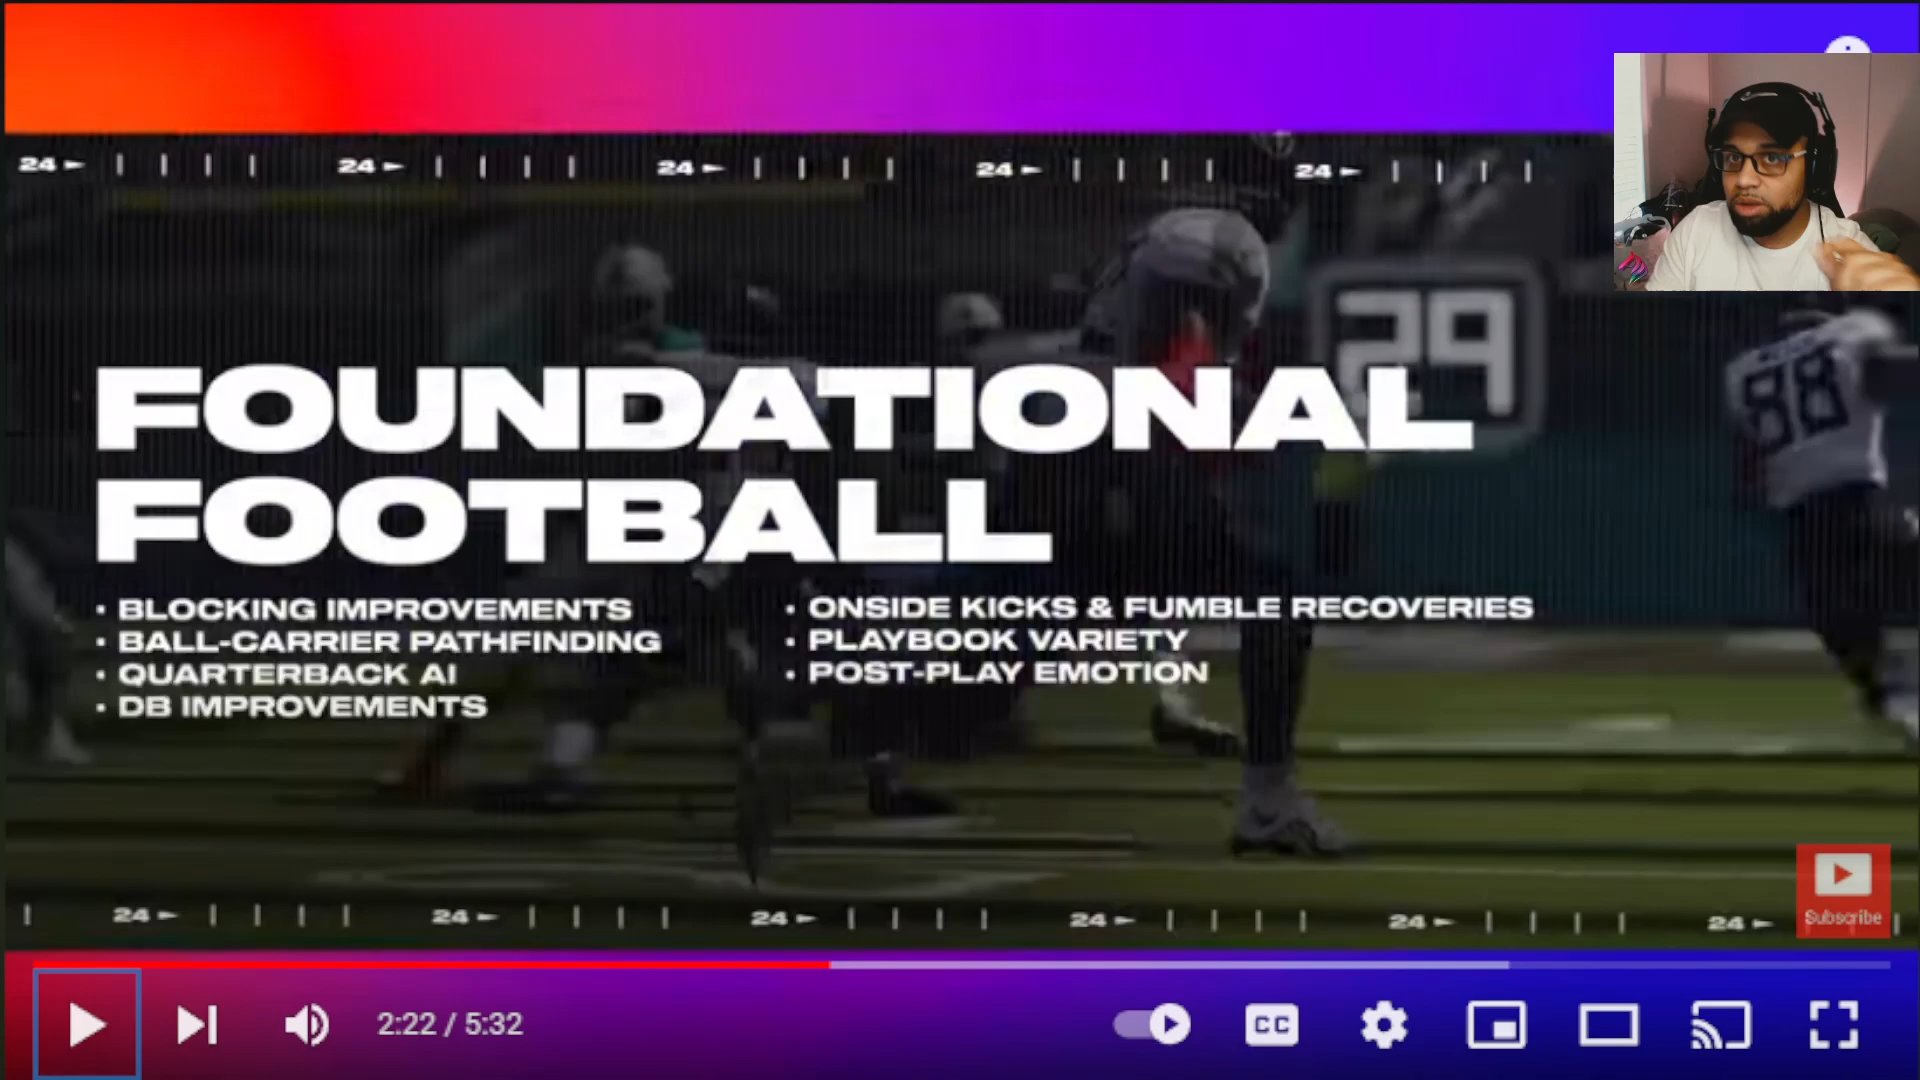 24 24 24 24 24
29
88
FOUNDATIONAL
FOOTBALL
· BLOCKING IMPROVEMENTS
· BALL-CARRIER PATHFINDING
· QUARTERBACK AI
· DB IMPROVEMENTS
· ONSIDE KICKS & FUMBLE RECOVERIES
· PLAYBOOK VARIETY
· POST-PLAY EMOTION
Subscribe
24 24 24 24 24 24
2:22 / 5:32
CC